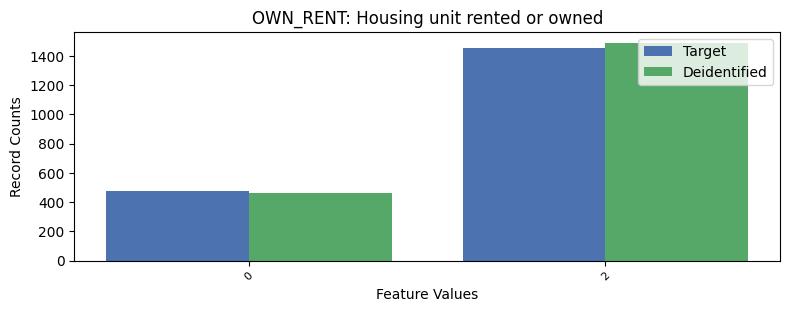 OWN_RENT: Housing unit rented or owned
Target
Deidentified
Record Counts
1400
1200
1000
800
600
400
200
0
0
2
Feature Values